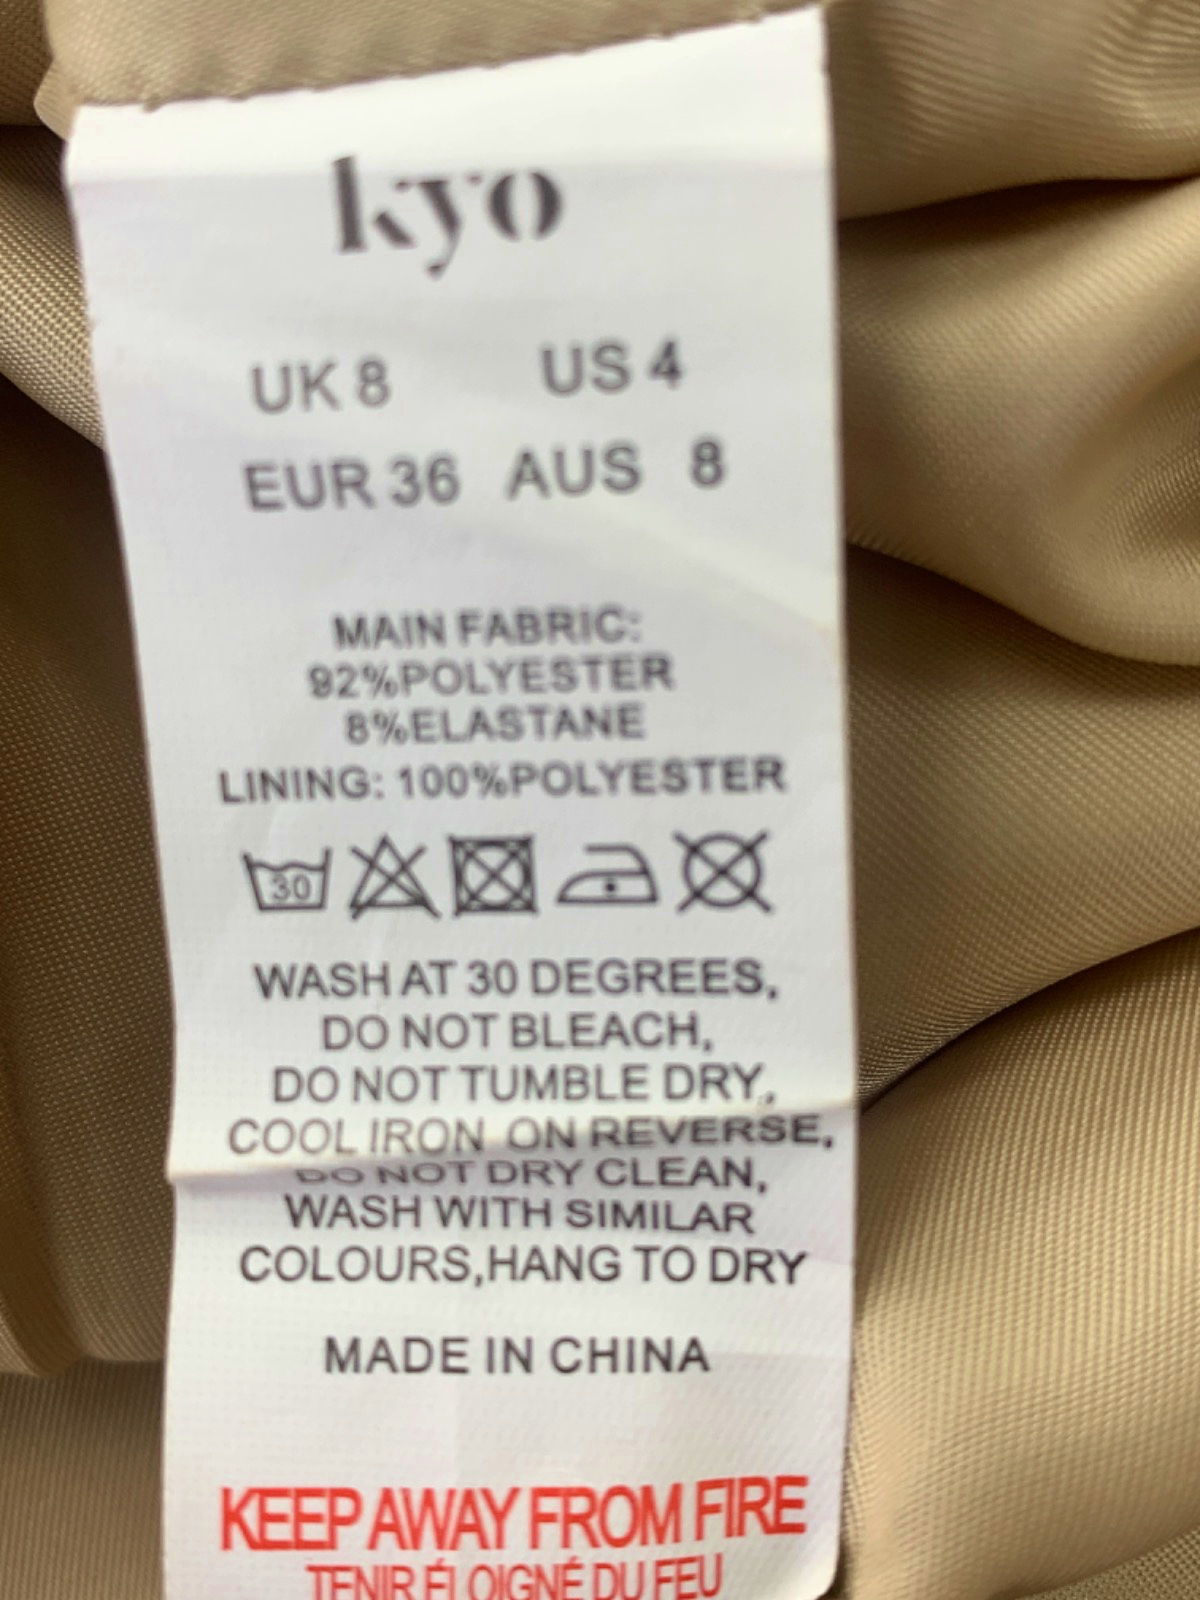 kyo
UK 8 US 4
EUR 36 AUS 8
MAIN FABRIC:
92%POLYESTER
8%ELASTANE
LINING: 100%POLYESTER
30
WASH AT 30 DEGREES,
DO NOT BLEACH,
DO NOT TUMBLE DRY,
COOL IRON ON REVERSE,
DO NOT DRY CLEAN,
WASH WITH SIMILAR
COLOURS,HANG TO DRY
MADE IN CHINA
KEEP AWAY FROM FIRE
TENIR ÉLOIGNÉ DU FEU